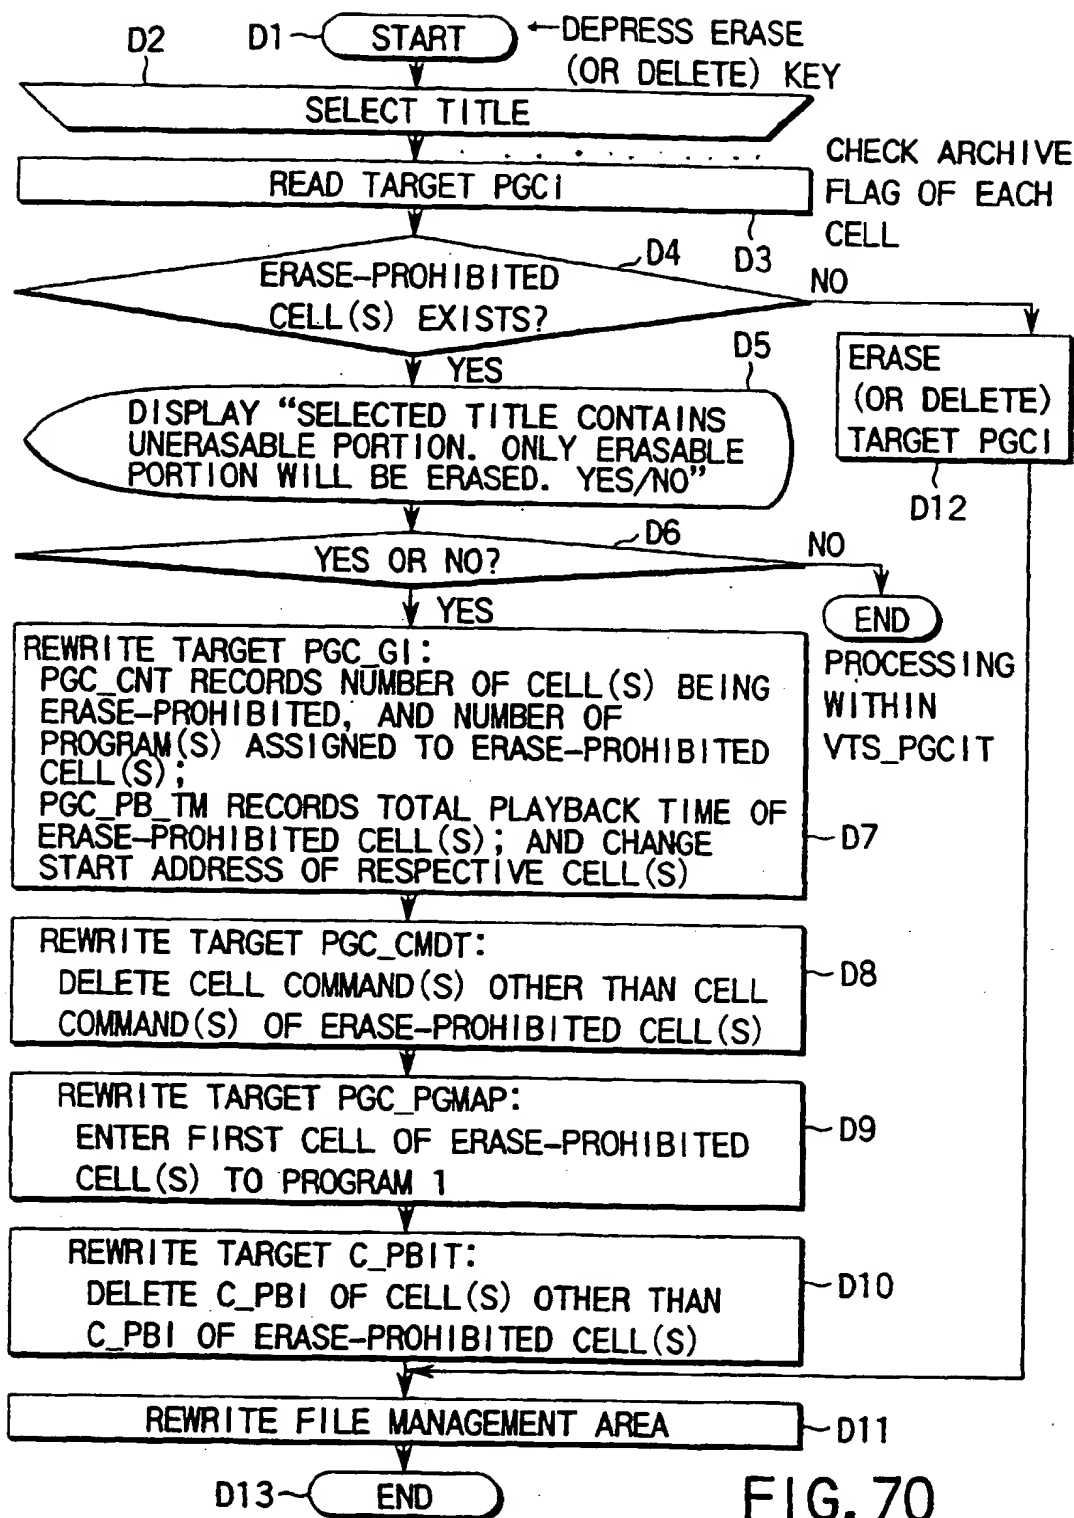 D2
D1
START
←DEPRESS ERASE
(OR DELETE) KEY
SELECT TITLE
READ TARGET PGCI
CHECK ARCHIVE
FLAG OF EACH
CELL
D3
D4
ERASE-PROHIBITED
CELL(S) EXISTS?
NO
YES
D5
DISPLAY “SELECTED TITLE CONTAINS
UNERASABLE PORTION. ONLY ERASABLE
PORTION WILL BE ERASED. YES/NO”
ERASE
(OR DELETE)
TARGET PGCI
D12
D6
YES OR NO?
NO
YES
END
PROCESSING
WITHIN
VTS_PGCIT
REWRITE TARGET PGC_GI:
PGC_CNT RECORDS NUMBER OF CELL(S) BEING
ERASE-PROHIBITED, AND NUMBER OF
PROGRAM(S) ASSIGNED TO ERASE-PROHIBITED
CELL(S);
PGC_PB_TM RECORDS TOTAL PLAYBACK TIME OF
ERASE-PROHIBITED CELL(S); AND CHANGE
START ADDRESS OF RESPECTIVE CELL(S)
D7
REWRITE TARGET PGC_CMDT:
DELETE CELL COMMAND(S) OTHER THAN CELL
COMMAND(S) OF ERASE-PROHIBITED CELL(S)
D8
REWRITE TARGET PGC_PGMAP:
ENTER FIRST CELL OF ERASE-PROHIBITED
CELL(S) TO PROGRAM 1
D9
REWRITE TARGET C_PBIT:
DELETE C_PBI OF CELL(S) OTHER THAN
C_PBI OF ERASE-PROHIBITED CELL(S)
D10
REWRITE FILE MANAGEMENT AREA
D11
D13
END
FIG. 70